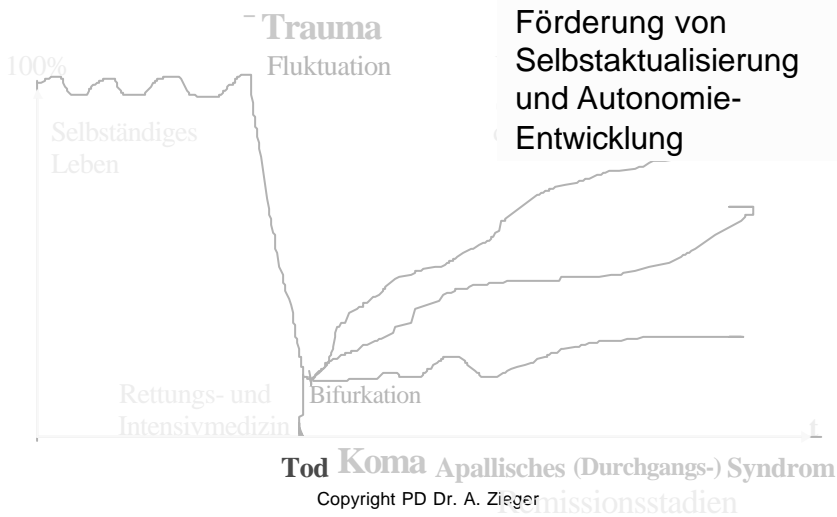 Trauma
Fluktuation
100%
Förderung von
Selbstaktualisierung
und Autonomie-
Entwicklung
Selbständiges
Leben
Rettungs- und
Intensivmedizin
Bifurkation
t
Tod Koma Apallisches (Durchgangs-) Syndrom
Copyright PD Dr. A. Zieger
Remissionsstadien